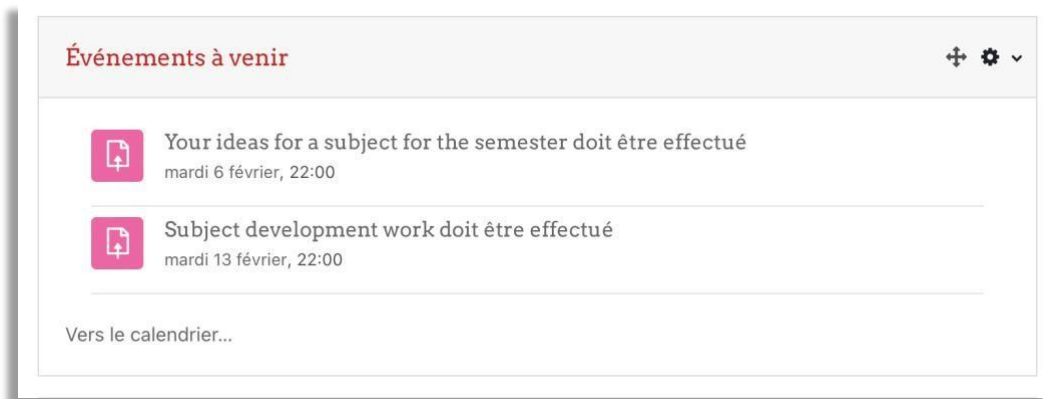 Événements à venir
Your ideas for a subject for the semester doit être effectué
mardi 6 février, 22:00
Subject development work doit être effectué
mardi 13 février, 22:00
Vers le calendrier...